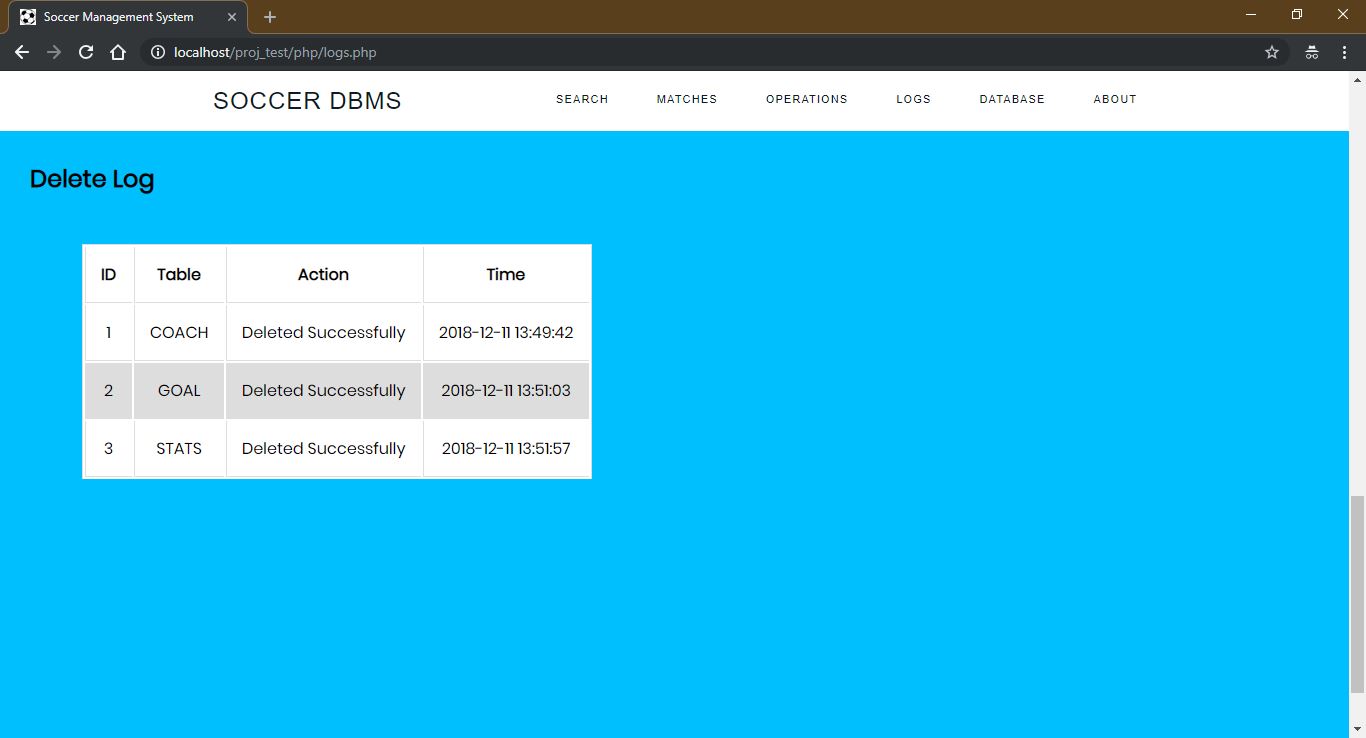 Soccer Management System
localhost/proj_test/php/logs.php
SOCCER DBMS SEARCH MATCHES OPERATIONS LOGS DATABASE ABOUT
Delete Log
ID Table Action Time
1 COACH Deleted Successfully 2018-12-11 13:49:42
2 GOAL Deleted Successfully 2018-12-11 13:51:03
3 STATS Deleted Successfully 2018-12-11 13:51:57